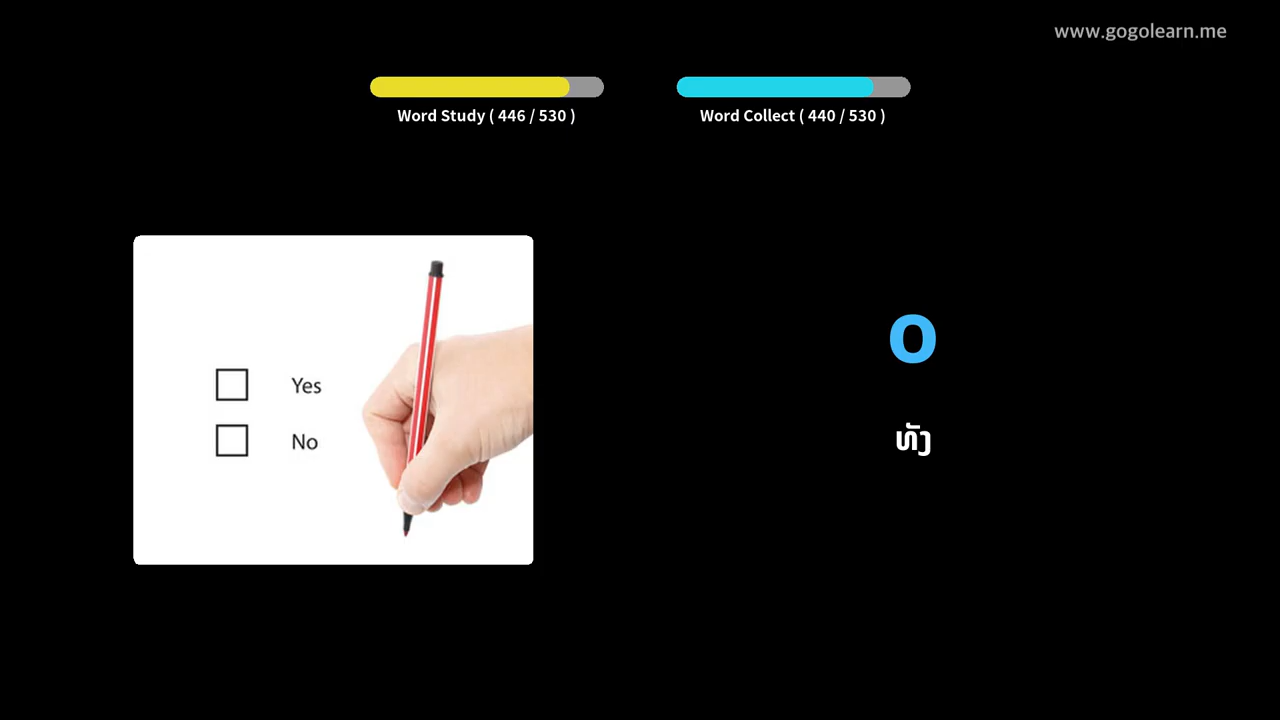 www.gogolearn.me
Word Study ( 446 / 530 )
Word Collect ( 440 / 530 )
Yes
No
o
ທັງ